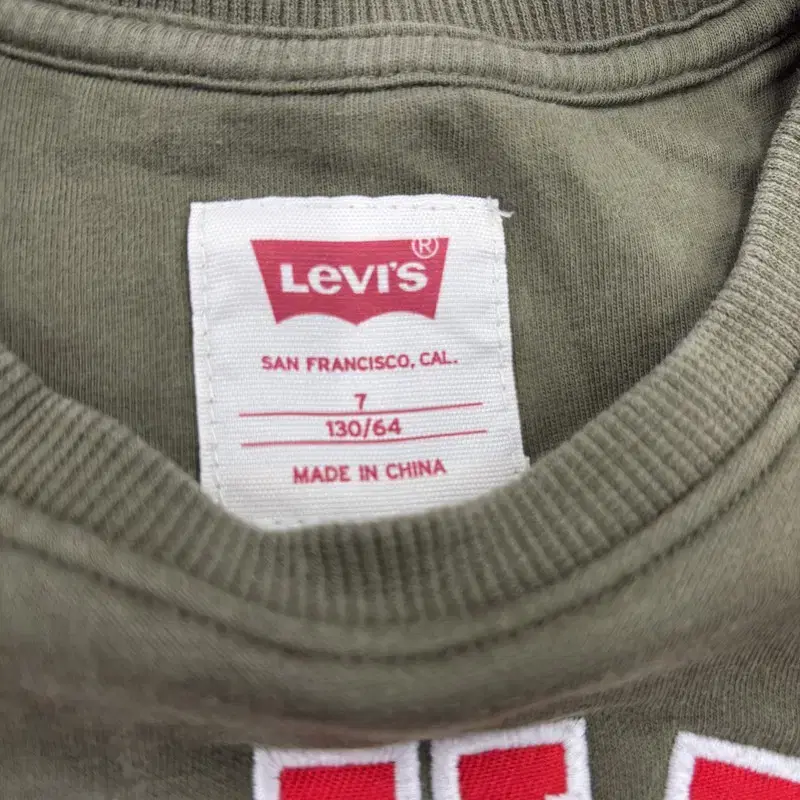 LEVI'S®
SAN FRANCISCO, CAL.
7
130/64
MADE IN CHINA